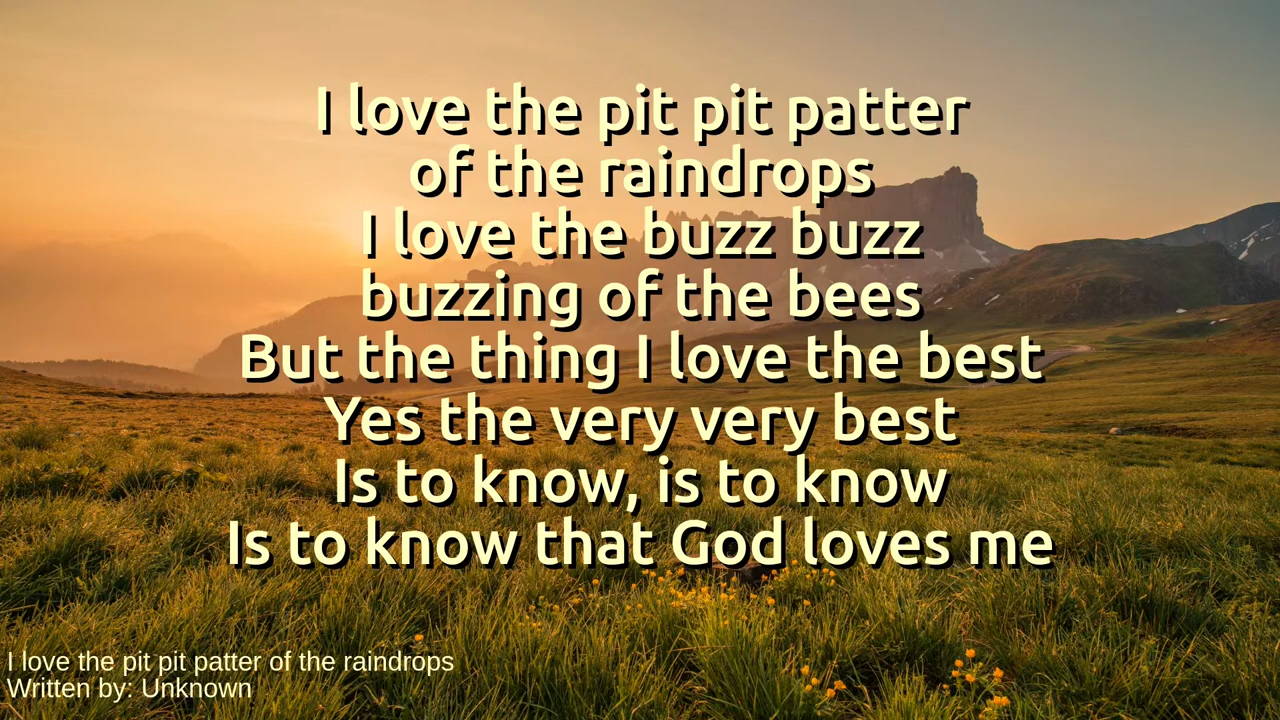 I love the pit pit patter
of the raindrops
I love the buzz buzz
buzzing of the bees
But the thing I love the best
Yes the very very best
Is to know, is to know
Is to know that God loves me
I love the pit pit patter of the raindrops
Written by: Unknown